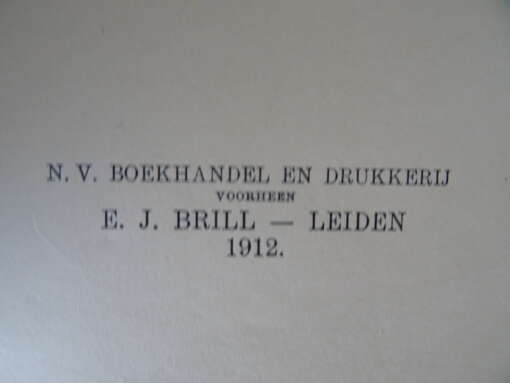 N. V. BOEKHANDEL EN DRUKKERIJ
VOORHEEN
E. J. BRILL — LEIDEN
1912.